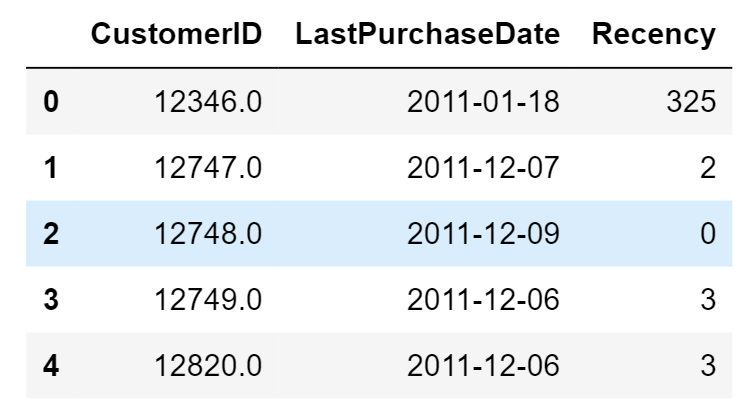 CustomerID LastPurchaseDate Recency
0 12346.0 2011-01-18 325
1 12747.0 2011-12-07 2
2 12748.0 2011-12-09 0
3 12749.0 2011-12-06 3
4 12820.0 2011-12-06 3